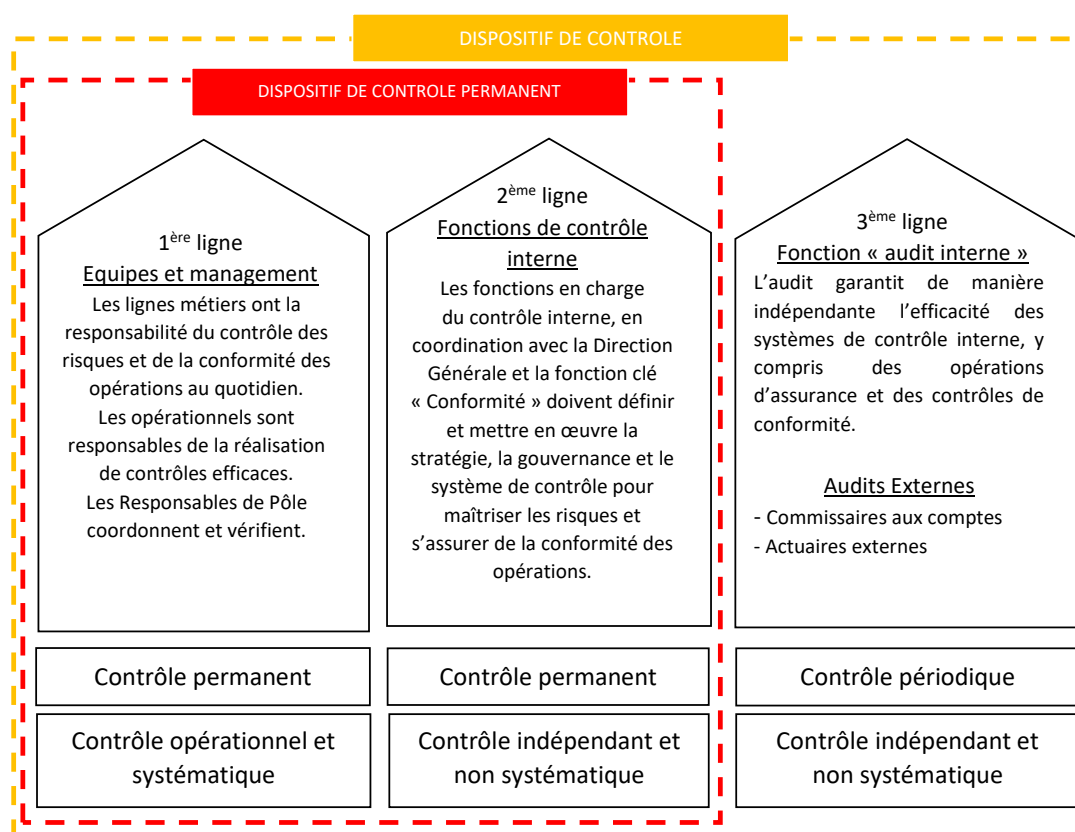 DISPOSITIF DE CONTROLE
DISPOSITIF DE CONTROLE PERMANENT
1ère ligne
Equipes et management
Les lignes métiers ont la
responsabilité du contrôle des
risques et de la conformité des
opérations au quotidien.
Les opérationnels sont
responsables de la réalisation
de contrôles efficaces.
Les Responsables de Pôle
coordonnent et vérifient.
2ème ligne
Fonctions de contrôle
interne
Les fonctions en charge
du contrôle interne, en
coordination avec la Direction
Générale et la fonction clé
« Conformité » doivent définir
et mettre en œuvre la
stratégie, la gouvernance et le
système de contrôle pour
maîtriser les risques et
s’assurer de la conformité des
opérations.
3ème ligne
Fonction « audit interne »
L’audit garantit de manière
indépendante l’efficacité des
systèmes de contrôle interne, y
compris des opérations
d’assurance et des contrôles de
conformité.
Audits Externes
- Commissaires aux comptes
- Actuaires externes
Contrôle permanent
Contrôle permanent
Contrôle périodique
Contrôle opérationnel et
systématique
Contrôle indépendant et
non systématique
Contrôle indépendant et
non systématique